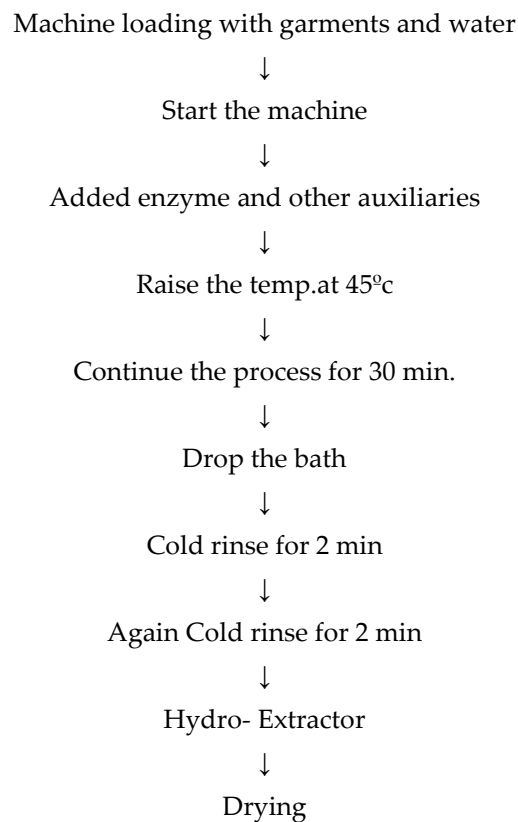 Machine loading with garments and water
↓
Start the machine
↓
Added enzyme and other auxiliaries
↓
Raise the temp.at 45ºc
↓
Continue the process for 30 min.
↓
Drop the bath
↓
Cold rinse for 2 min
↓
Again Cold rinse for 2 min
↓
Hydro- Extractor
↓
Drying